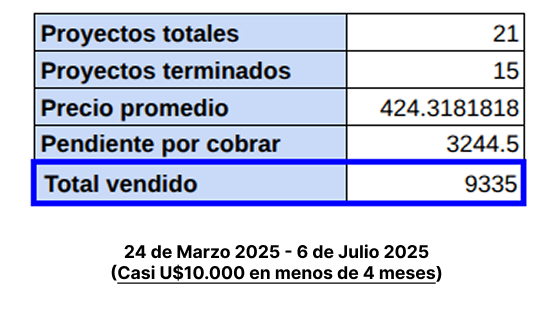 Proyectos totales 21
Proyectos terminados 15
Precio promedio 424.3181818
Pendiente por cobrar 3244.5
Total vendido 9335
24 de Marzo 2025 - 6 de Julio 2025
(Casi U$10.000 en menos de 4 meses)